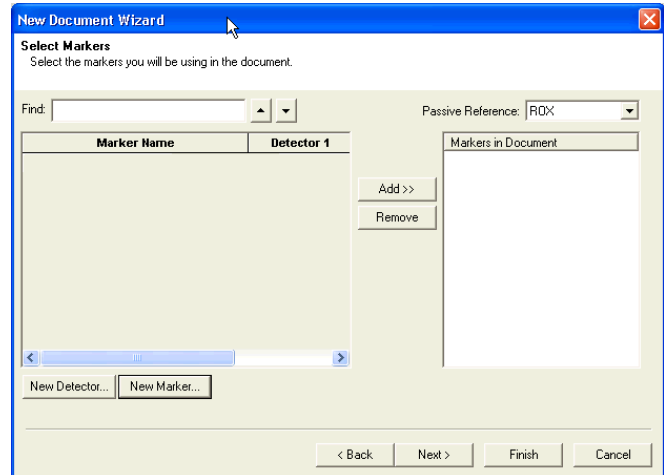 New Document Wizard
Select Markers
Select the markers you will be using in the document.
Find:
Passive Reference: ROX
Marker Name Detector 1
Markers in Document
Add >>
Remove
New Detector... New Marker...
< Back Next > Finish Cancel